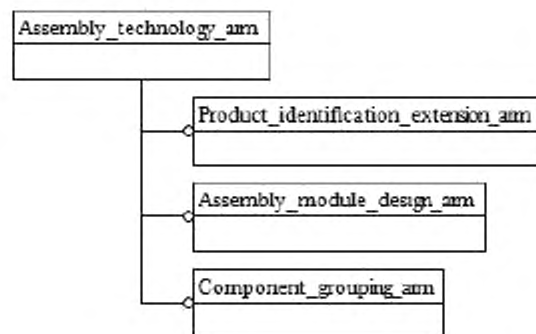 Assembly_technology_arm
Product_identification_extension_arm
Assembly_module_design_arm
Component_grouping_arm